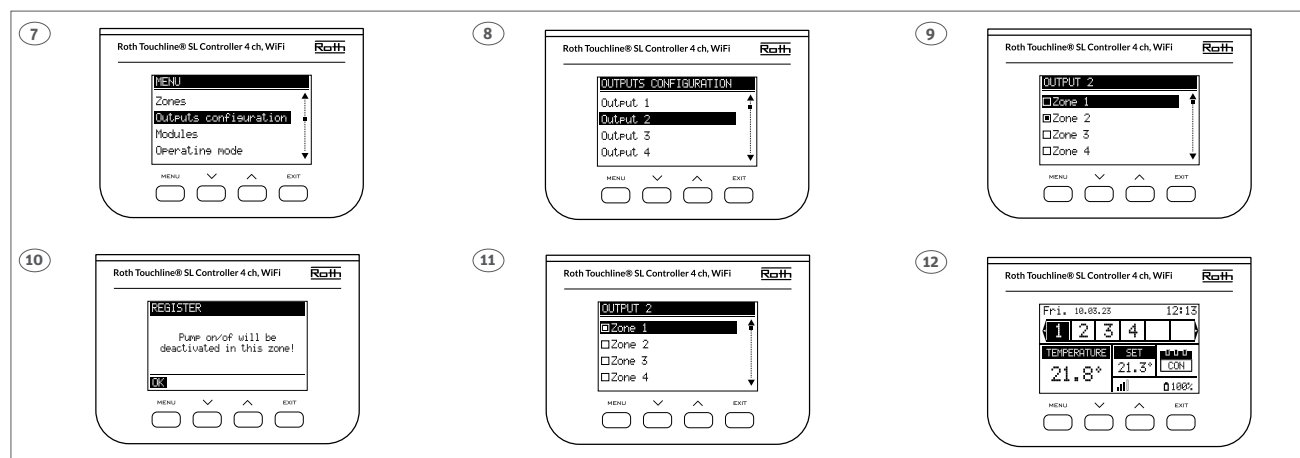 7
Roth Touchline® SL Controller 4 ch, WiFi Roth
MENU
Zones
Outputs configuration
Modules
Operating mode
MENU EXIT
8
Roth Touchline® SL Controller 4 ch, WiFi Roth
OUTPUTS CONFIGURATION
Output 1
Output 2
Output 3
Output 4
MENU EXIT
9
Roth Touchline® SL Controller 4 ch, WiFi Roth
OUTPUT 2
Zone 1
Zone 2
Zone 3
Zone 4
MENU EXIT
10
Roth Touchline® SL Controller 4 ch, WiFi Roth
REGISTER
Pump on/of will be
deactivated in this zone!
OK
MENU EXIT
11
Roth Touchline® SL Controller 4 ch, WiFi Roth
OUTPUT 2
Zone 1
Zone 2
Zone 3
Zone 4
MENU EXIT
12
Roth Touchline® SL Controller 4 ch, WiFi Roth
Fri. 10.03.23 12:13
1 2 3 4
TEMPERATURE SET
21.8° 21.3° CON
100%
MENU EXIT